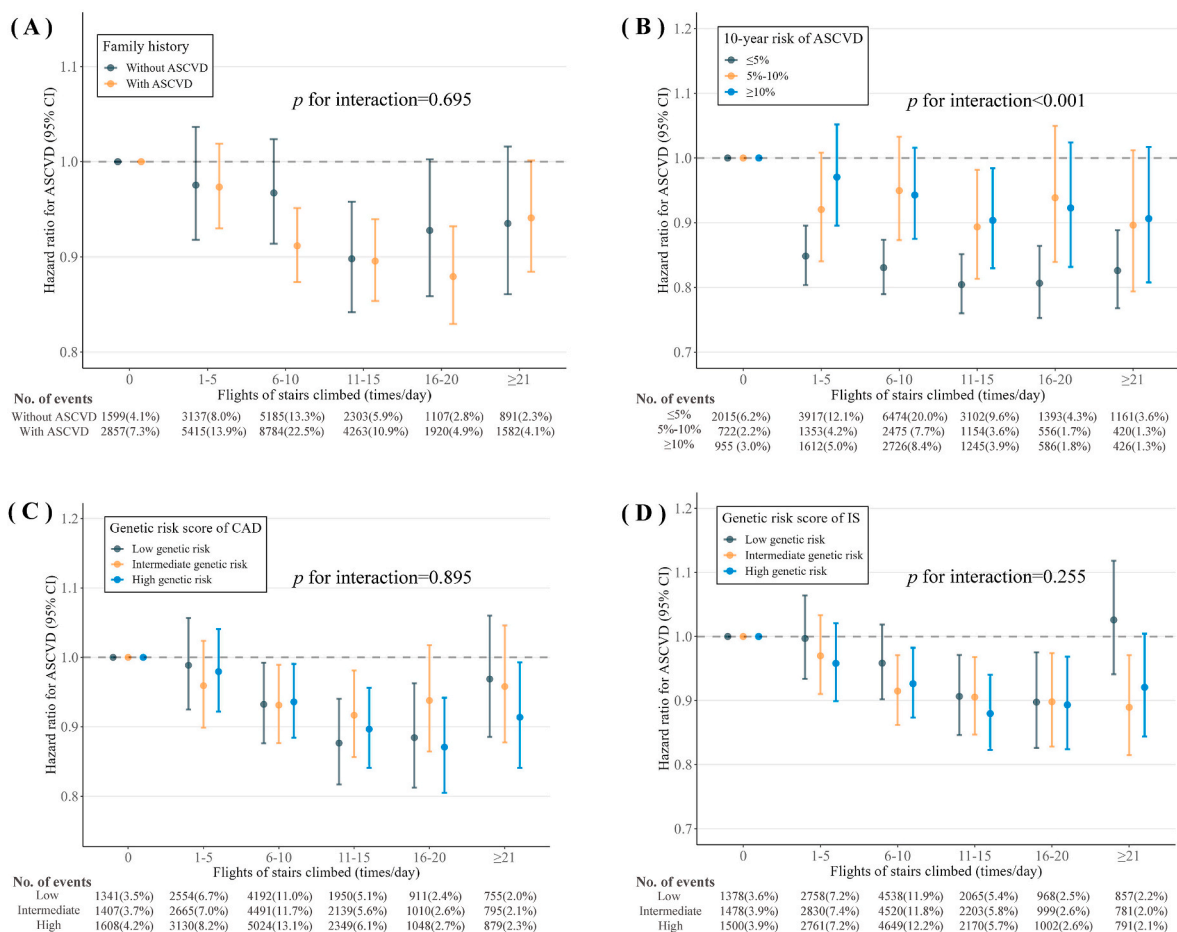 ( A )
Family history
Without ASCVD
With ASCVD
p for interaction=0.695
Hazard ratio for ASCVD (95% CI)
1.1
1.0
0.9
0.8
0 1-5 6-10 11-15 16-20 ≥21
Flights of stairs climbed (times/day)
No. of events
Without ASCVD 1599(4.1%) 3137(8.0%) 5185(13.3%) 2303(5.9%) 1107(2.8%) 891(2.3%)
With ASCVD 2857(7.3%) 5415(13.9%) 8784(22.5%) 4263(10.9%) 1920(4.9%) 1582(4.1%)
( B )
10-year risk of ASCVD
≤5%
5%-10%
≥10%
p for interaction<0.001
Hazard ratio for ASCVD (95% CI)
1.2
1.1
1.0
0.9
0.8
0.7
0 1-5 6-10 11-15 16-20 ≥21
Flights of stairs climbed (times/day)
No. of events
≤5% 2015(6.2%) 3917(12.1%) 6474(20.0%) 3102(9.6%) 1393(4.3%) 1161(3.6%)
5%-10% 722(2.2%) 1353(4.2%) 2475 (7.7%) 1154(3.6%) 556(1.7%) 420(1.3%)
≥10% 955 (3.0%) 1612(5.0%) 2726(8.4%) 1245(3.9%) 586(1.8%) 426(1.3%)
( C )
Genetic risk score of CAD
Low genetic risk
Intermediate genetic risk
High genetic risk
p for interaction=0.895
Hazard ratio for ASCVD (95% CI)
1.2
1.1
1.0
0.9
0.8
0 1-5 6-10 11-15 16-20 ≥21
Flights of stairs climbed (times/day)
No. of events
Low 1341(3.5%) 2554(6.7%) 4192(11.0%) 1950(5.1%) 911(2.4%) 755(2.0%)
Intermediate 1407(3.7%) 2665(7.0%) 4491(11.7%) 2139(5.6%) 1010(2.6%) 795(2.1%)
High 1608(4.2%) 3130(8.2%) 5024(13.1%) 2349(6.1%) 1048(2.7%) 879(2.3%)
( D )
Genetic risk score of IS
Low genetic risk
Intermediate genetic risk
High genetic risk
p for interaction=0.255
Hazard ratio for ASCVD (95% CI)
1.2
1.1
1.0
0.9
0.8
0.7
0 1-5 6-10 11-15 16-20 ≥21
Flights of stairs climbed (times/day)
No. of events
Low 1378(3.6%) 2758(7.2%) 4538(11.9%) 2065(5.4%) 968(2.5%) 857(2.2%)
Intermediate 1478(3.9%) 2830(7.4%) 4520(11.8%) 2203(5.8%) 999(2.6%) 781(2.0%)
High 1500(3.9%) 2761(7.2%) 4649(12.2%) 2170(5.7%) 1002(2.6%) 791(2.1%)